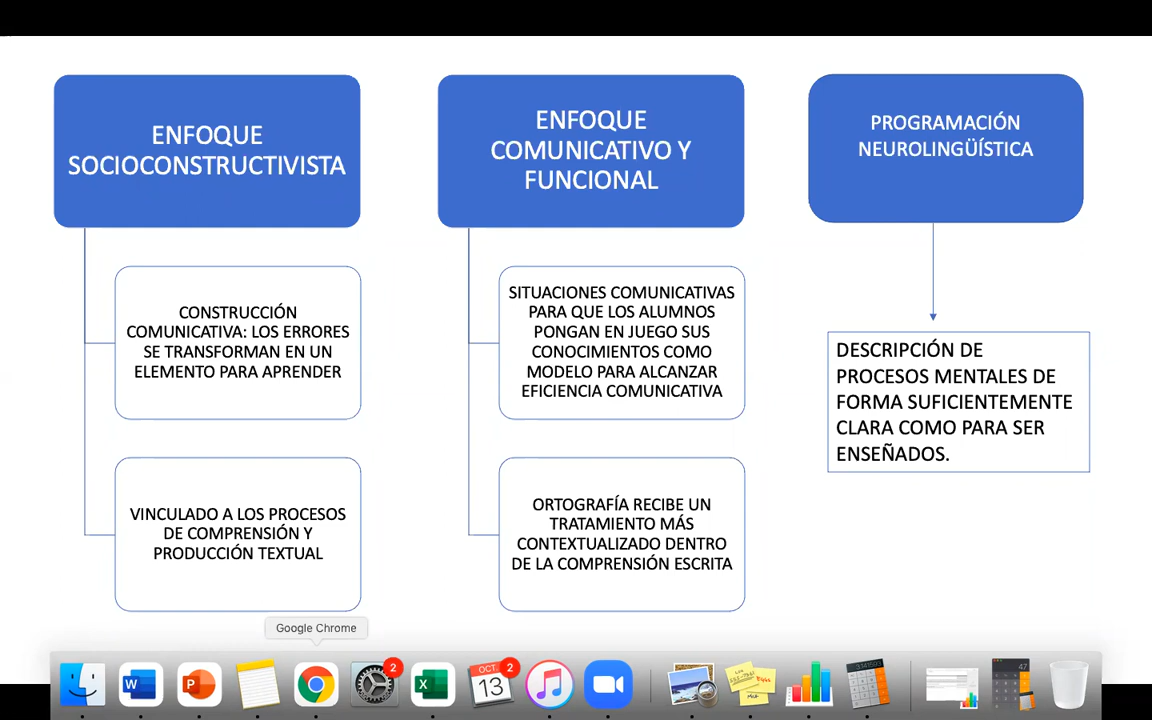 ENFOQUE
SOCIOCONSTRUCTIVISTA
CONSTRUCCIÓN
COMUNICATIVA: LOS ERRORES
SE TRANSFORMAN EN UN
ELEMENTO PARA APRENDER
VINCULADO A LOS PROCESOS
DE COMPRENSIÓN Y
PRODUCCIÓN TEXTUAL
ENFOQUE
COMUNICATIVO Y
FUNCIONAL
SITUACIONES COMUNICATIVAS
PARA QUE LOS ALUMNOS
PONGAN EN JUEGO SUS
CONOCIMIENTOS COMO
MODELO PARA ALCANZAR
EFICIENCIA COMUNICATIVA
ORTOGRAFÍA RECIBE UN
TRATAMIENTO MÁS
CONTEXTUALIZADO DENTRO
DE LA COMPRENSIÓN ESCRITA
PROGRAMACIÓN
NEUROLINGÜÍSTICA
DESCRIPCIÓN DE
PROCESOS MENTALES DE
FORMA SUFICIENTEMENTE
CLARA COMO PARA SER
ENSEÑADOS.
Google Chrome
W
P
2
X
OCT.
2
13
47